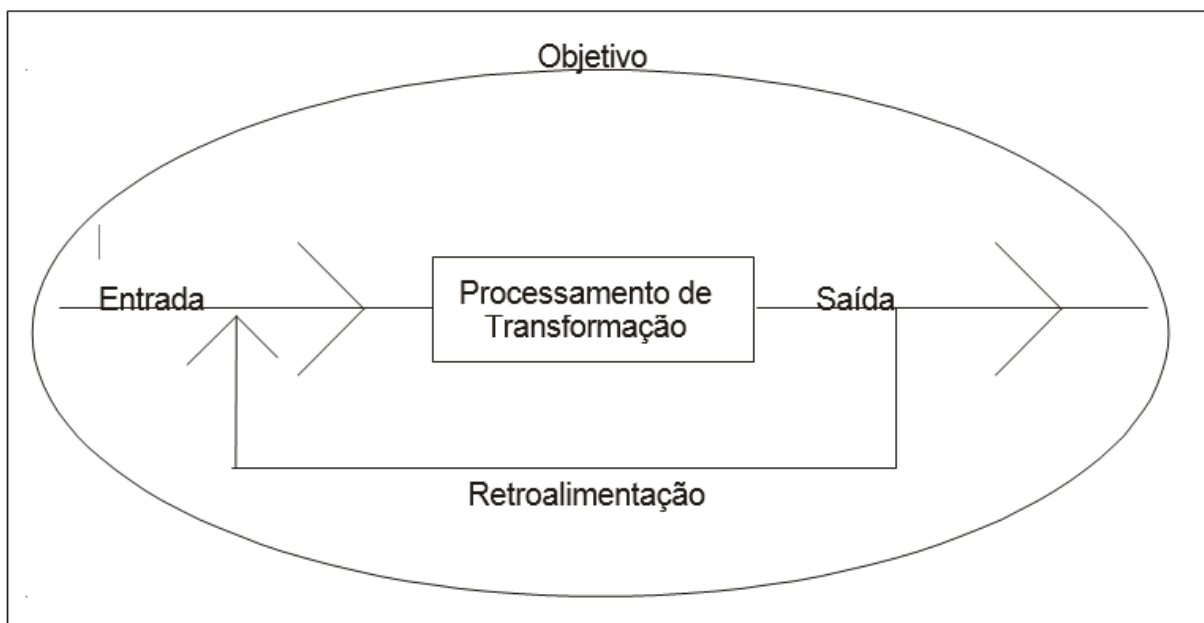 Objetivo
Entrada
Processamento de
Transformação
Saída
Retroalimentação